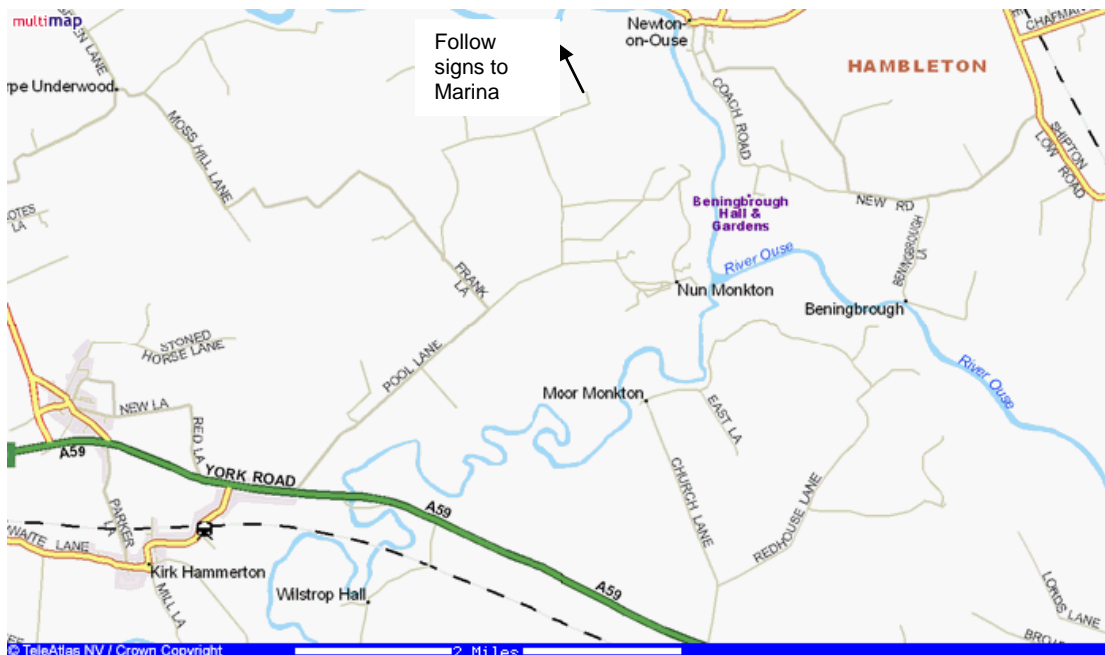 multimap
Follow
signs to
Marina
Newton-
on-Ouse
HAMBLETON
CHAPMAN
rpe Underwood
MOSS HILL LANE
COACH ROAD
SHIPTON
LOW ROAD
Beningbrough
Hall &
Gardens
NEW RD
BENINGBROUGH
LA
River Ouse
FRANK
LA
Nun Monkton
Beningbrough
STONED
HORSE LANE
POOL LANE
River Ouse
Moor Monkton
NEW LA
RED LA
EAST LA
A59
YORK ROAD
A59
CHURCH LANE
REDHOUSE LANE
PARKER
LA
WAITE LANE
Kirk Hammerton
MILL LA
Wilstrop Hall
A59
LORDS LANE
BROA
© TeleAtlas NV / Crown Copyright
2 Miles